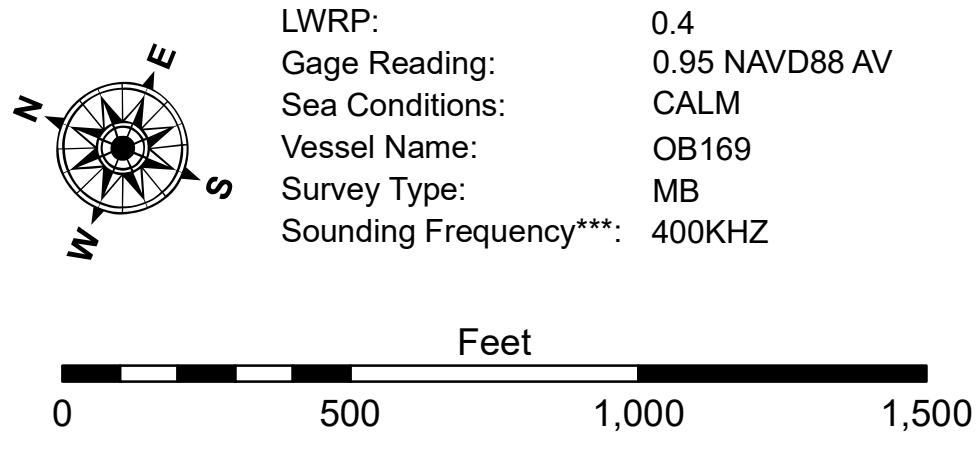 N
E
S
W
LWRP: 0.4
Gage Reading: 0.95 NAVD88 AV
Sea Conditions: CALM
Vessel Name: OB169
Survey Type: MB
Sounding Frequency***: 400KHZ
Feet
0 500 1,000 1,500